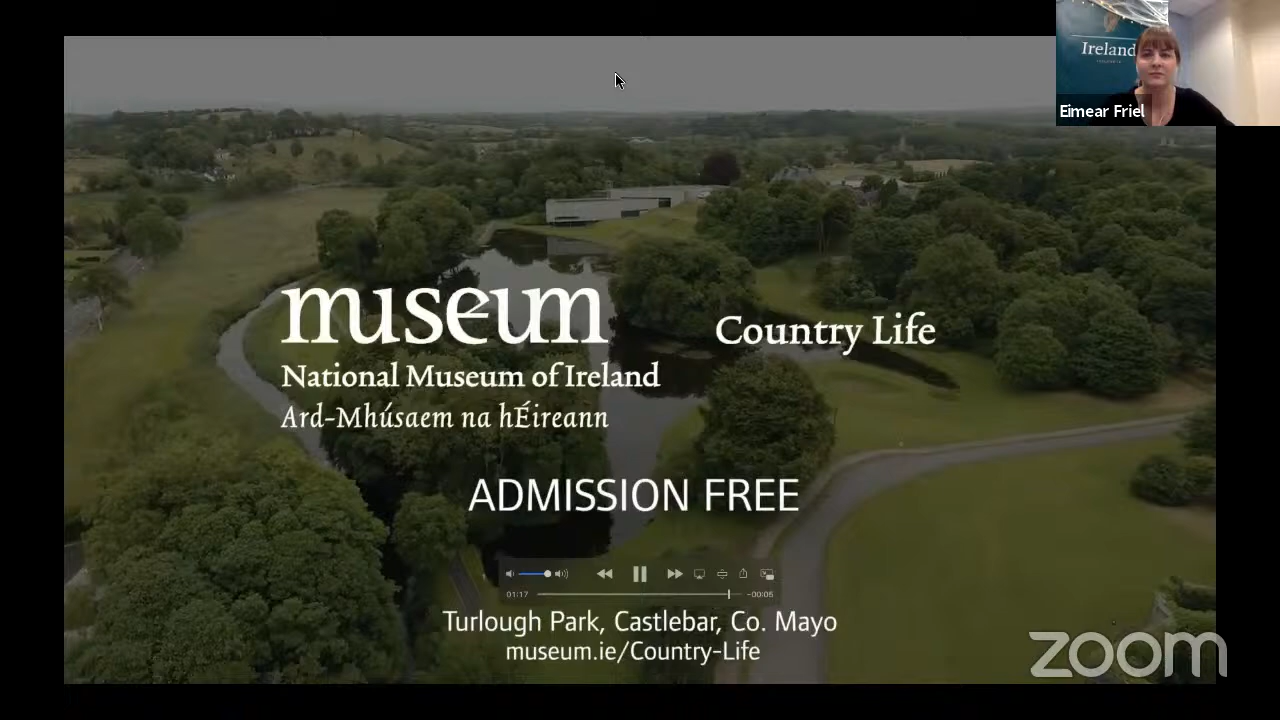 Ireland
Eimear Friel
museum
Country Life
National Museum of Ireland
Ard-Mhúsaem na hÉireann
ADMISSION FREE
01:17
-00:05
Turlough Park, Castlebar, Co. Mayo
museum.ie/Country-Life
zoom